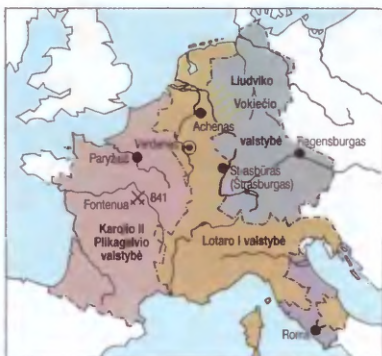 Liudviko
Vokiečio
valstybė
Achenas
Verdenas
Paryžius
Regensburgas
Strasbūras
(Strasburgas)
Fontenua
841
Karolio II
Plikagalvio
valstybė
Lotaro I valstybė
Roma